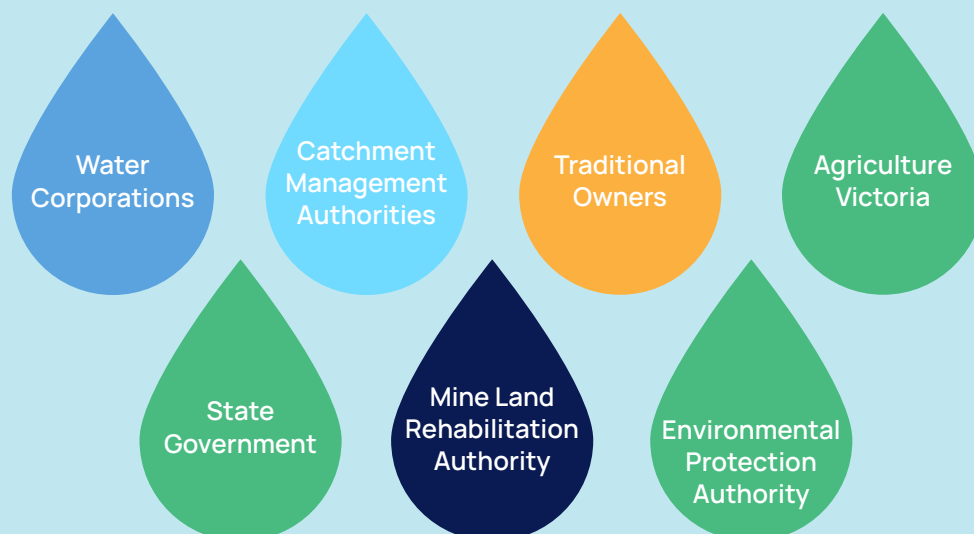 Water
Corporations
Catchment
Management
Authorities
Traditional
Owners
Agriculture
Victoria
State
Government
Mine Land
Rehabilitation
Authority
Environmental
Protection
Authority